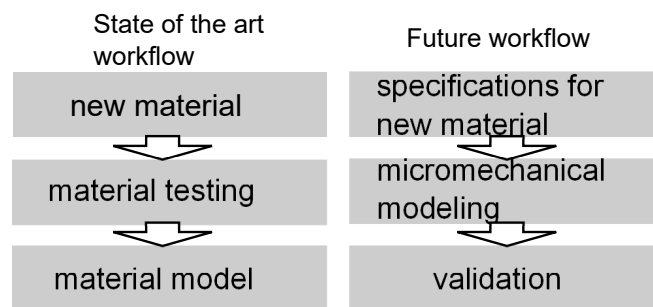 State of the art
workflow
new material
material testing
material model
Future workflow
specifications for
new material
micromechanical
modeling
validation